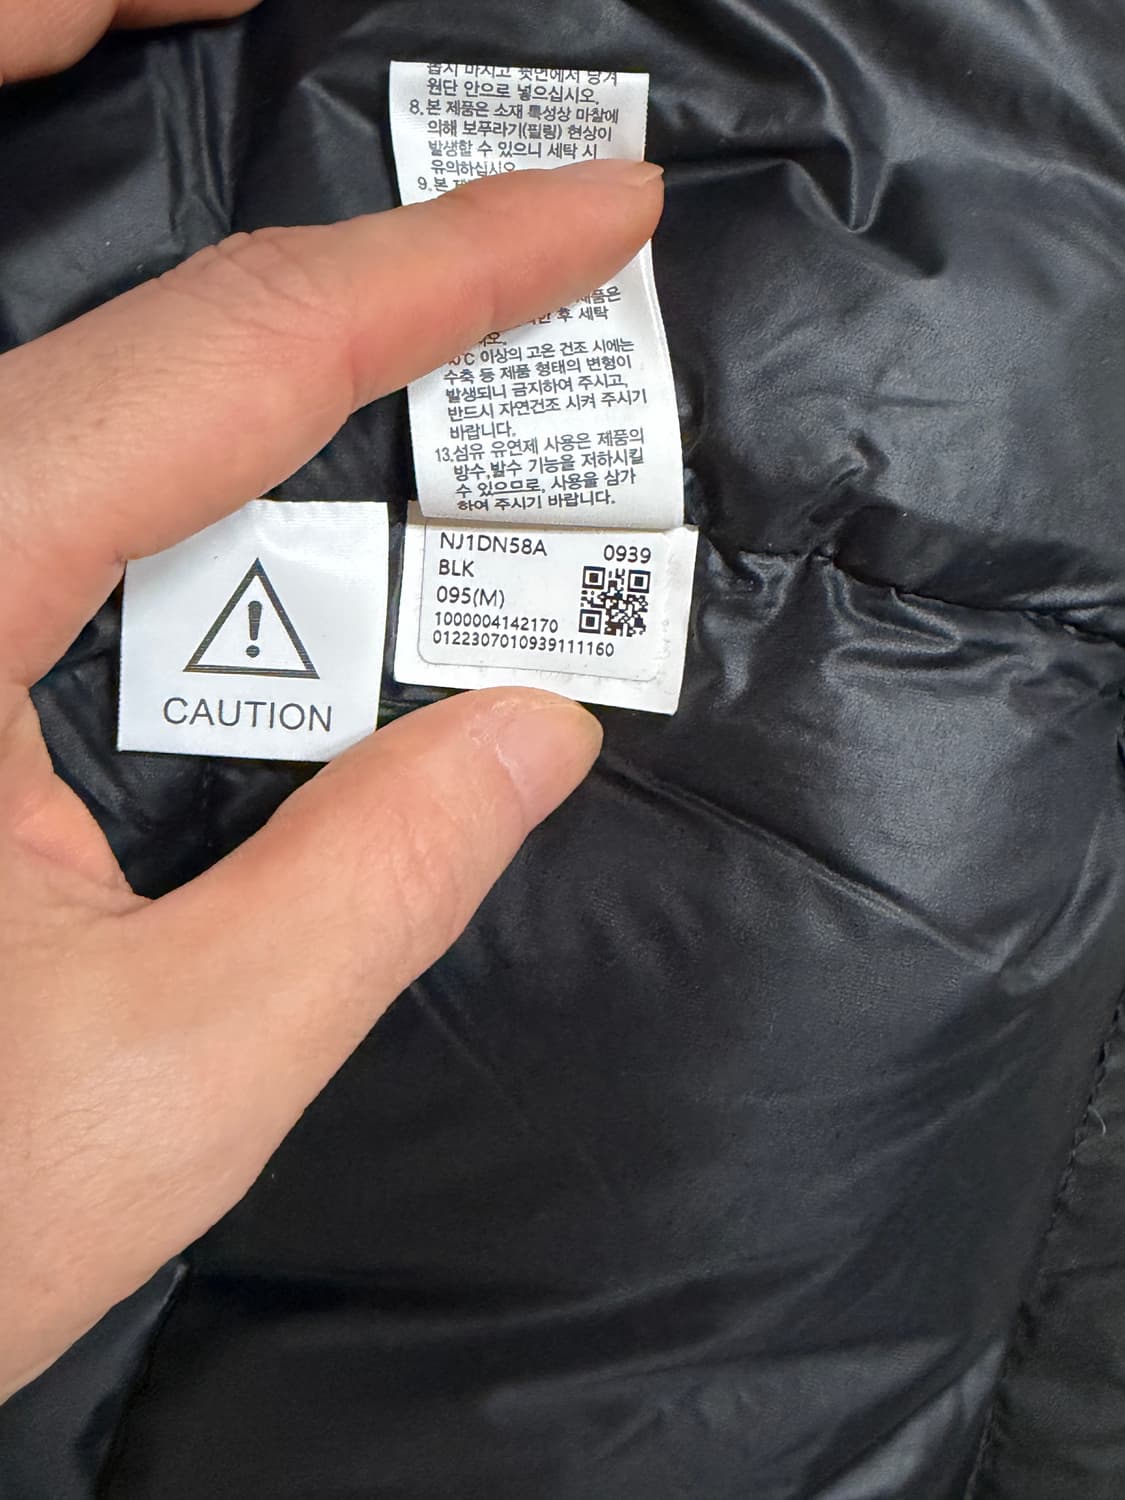 원단 안으로 넣으십시오.
8. 본 제품은 소재 특성상 마찰에
의해 보푸라기(필링) 현상이
발생할 수 있으니 세탁 시
유의하십시오
9. 본
제품은
후 세탁
℃ 이상의 고온 건조 시에는
수축 등 제품 형태의 변형이
발생되니 금지하여 주시고,
반드시 자연건조 시켜 주시기
바랍니다.
13. 섬유 유연제 사용은 제품의
방수,발수 기능을 저하시킬
수 있으므로, 사용을 삼가
하여 주시기 바랍니다.
NJ1DN58A 0939
BLK
095(M)
1000004142170
0122307010939111160
CAUTION